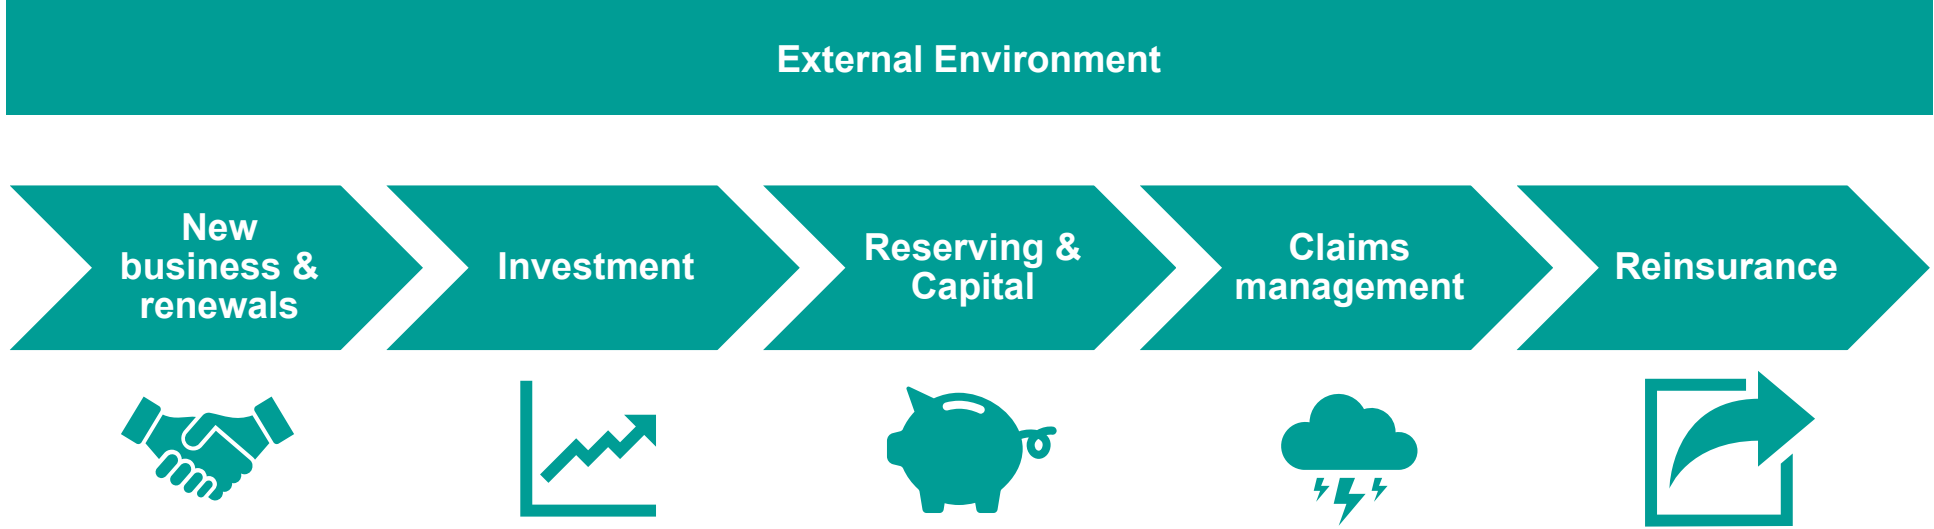 External Environment
New
business &
renewals
Investment
Reserving &
Capital
Claims
management
Reinsurance